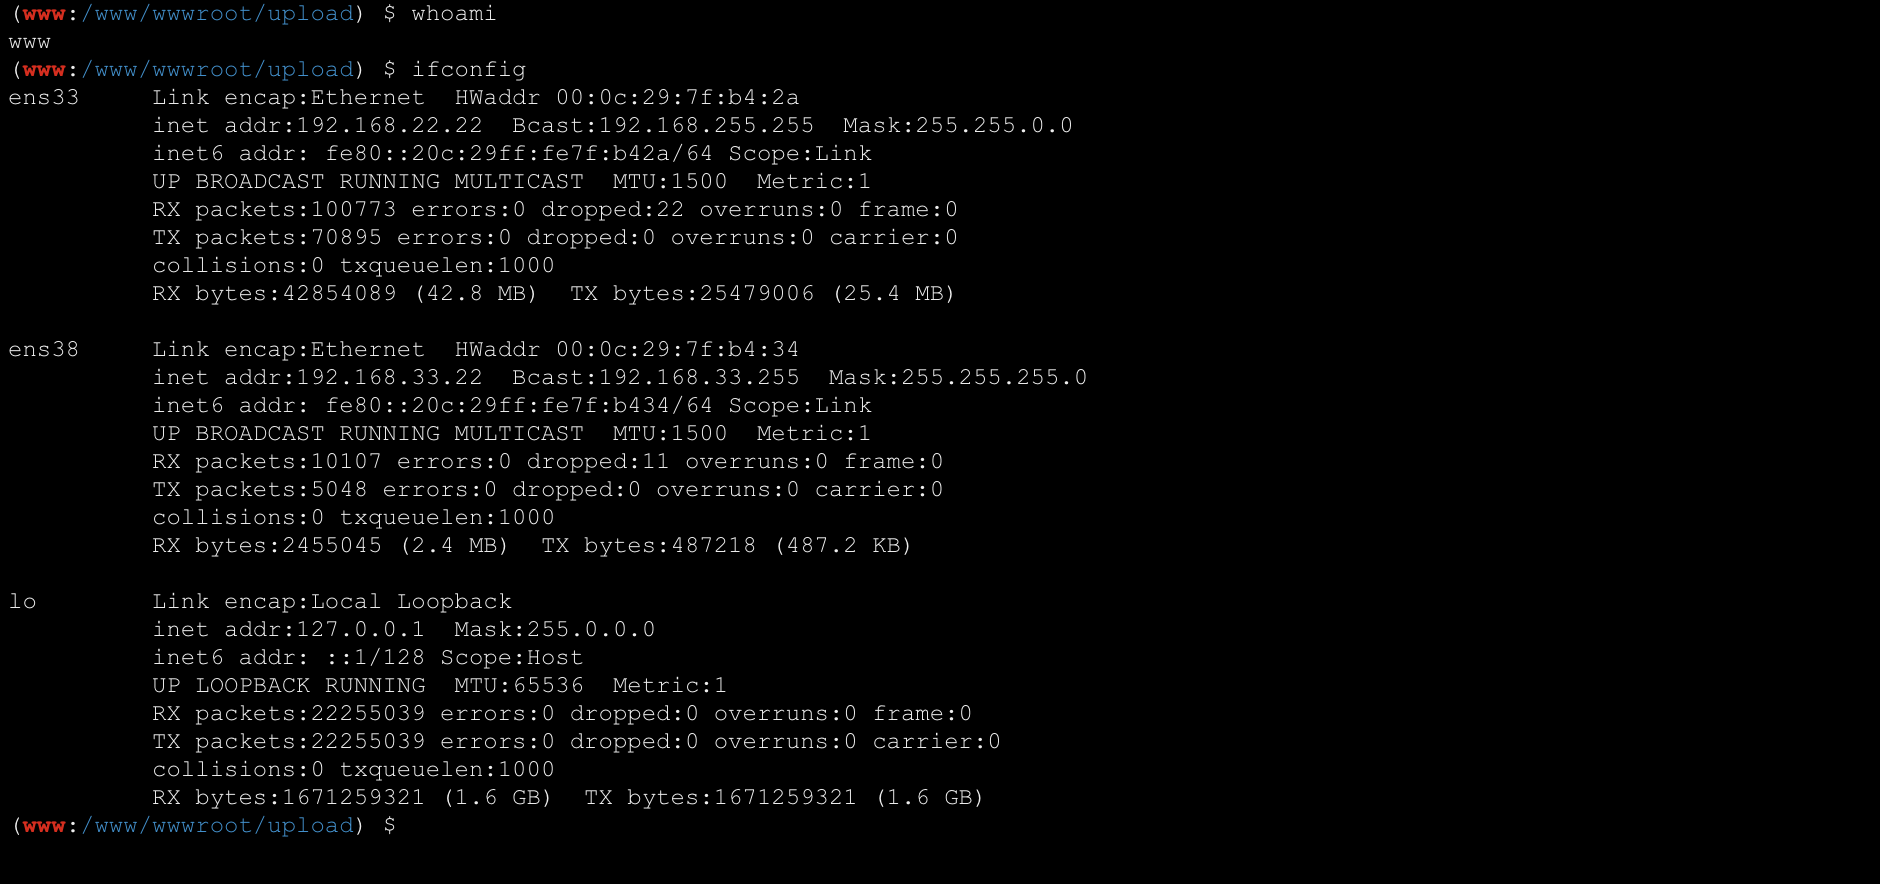 (www:/www/wwwroot/upload) $ whoami
www
(www:/www/wwwroot/upload) $ ifconfig
ens33     Link encap:Ethernet  HWaddr 00:0c:29:7f:b4:2a
          inet addr:192.168.22.22  Bcast:192.168.255.255  Mask:255.255.0.0
          inet6 addr: fe80::20c:29ff:fe7f:b42a/64 Scope:Link
          UP BROADCAST RUNNING MULTICAST  MTU:1500  Metric:1
          RX packets:100773 errors:0 dropped:22 overruns:0 frame:0
          TX packets:70895 errors:0 dropped:0 overruns:0 carrier:0
          collisions:0 txqueuelen:1000
          RX bytes:42854089 (42.8 MB)  TX bytes:25479006 (25.4 MB)

ens38     Link encap:Ethernet  HWaddr 00:0c:29:7f:b4:34
          inet addr:192.168.33.22  Bcast:192.168.33.255  Mask:255.255.255.0
          inet6 addr: fe80::20c:29ff:fe7f:b434/64 Scope:Link
          UP BROADCAST RUNNING MULTICAST  MTU:1500  Metric:1
          RX packets:10107 errors:0 dropped:11 overruns:0 frame:0
          TX packets:5048 errors:0 dropped:0 overruns:0 carrier:0
          collisions:0 txqueuelen:1000
          RX bytes:2455045 (2.4 MB)  TX bytes:487218 (487.2 KB)

lo        Link encap:Local Loopback
          inet addr:127.0.0.1  Mask:255.0.0.0
          inet6 addr: ::1/128 Scope:Host
          UP LOOPBACK RUNNING  MTU:65536  Metric:1
          RX packets:22255039 errors:0 dropped:0 overruns:0 frame:0
          TX packets:22255039 errors:0 dropped:0 overruns:0 carrier:0
          collisions:0 txqueuelen:1000
          RX bytes:1671259321 (1.6 GB)  TX bytes:1671259321 (1.6 GB)
(www:/www/wwwroot/upload) $